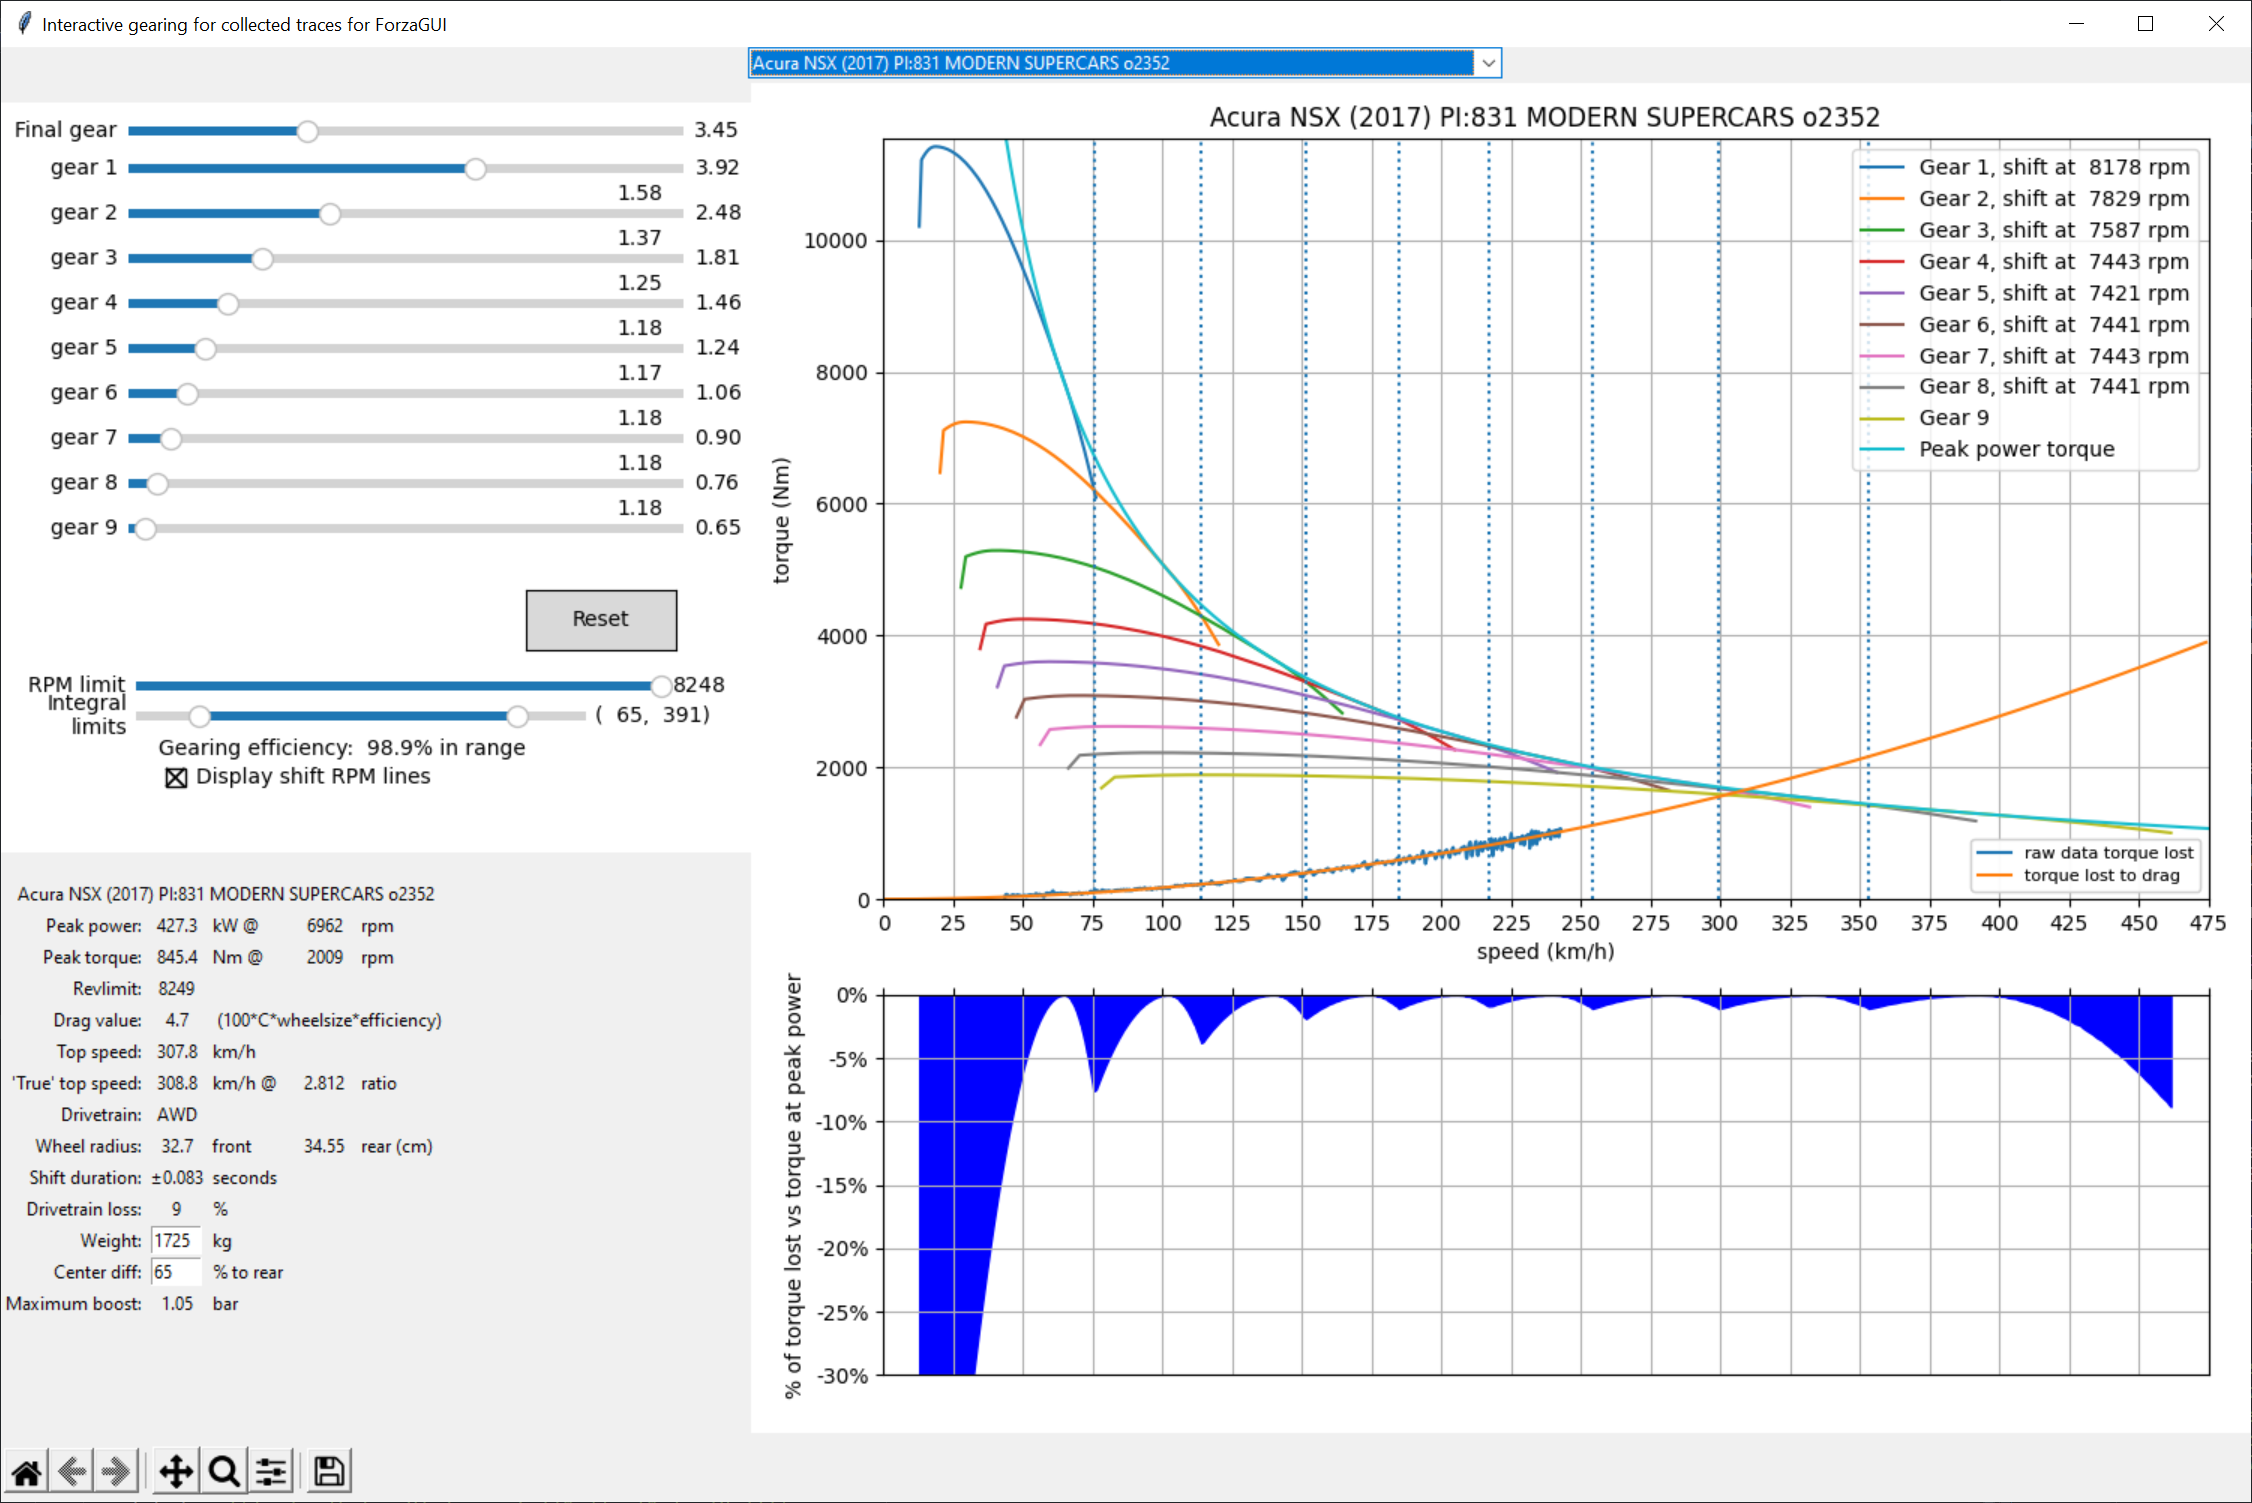 Interactive gearing for collected traces for ForzaGUI
Acura NSX (2017) PI:831 MODERN SUPERCARS o2352
Final gear 3.45
gear 1 3.92
1.58
gear 2 2.48
1.37
gear 3 1.81
1.25
gear 4 1.46
1.18
gear 5 1.24
1.17
gear 6 1.06
1.18
gear 7 0.90
1.18
gear 8 0.76
1.18
gear 9 0.65
Reset
RPM limit 8248
Integral limits ( 65, 391)
Gearing efficiency: 98.9% in range
Display shift RPM lines
Acura NSX (2017) PI:831 MODERN SUPERCARS o2352
Peak power: 427.3 kW @ 6962 rpm
Peak torque: 845.4 Nm @ 2009 rpm
Revlimit: 8249
Drag value: 4.7 (100*C*wheelsize*efficiency)
Top speed: 307.8 km/h
'True' top speed: 308.8 km/h @ 2.812 ratio
Drivetrain: AWD
Wheel radius: 32.7 front 34.55 rear (cm)
Shift duration: ±0.083 seconds
Drivetrain loss: 9 %
Weight: 1725 kg
Center diff: 65 % to rear
Maximum boost: 1.05 bar
Acura NSX (2017) PI:831 MODERN SUPERCARS o2352
Gear 1, shift at 8178 rpm
Gear 2, shift at 7829 rpm
Gear 3, shift at 7587 rpm
Gear 4, shift at 7443 rpm
Gear 5, shift at 7421 rpm
Gear 6, shift at 7441 rpm
Gear 7, shift at 7443 rpm
Gear 8, shift at 7441 rpm
Gear 9
Peak power torque
torque (Nm)
10000
8000
6000
4000
2000
0
raw data torque lost
torque lost to drag
0 25 50 75 100 125 150 175 200 225 250 275 300 325 350 375 400 425 450 475
speed (km/h)
% of torque lost vs torque at peak power
0%
-5%
-10%
-15%
-20%
-25%
-30%